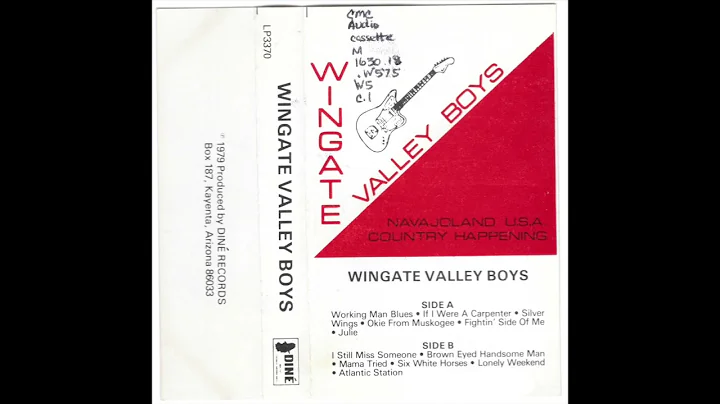 ℗ 1979 Produced by DINÉ RECORDS
Box 187, Kayenta, Arizona 86033
LP3370
WINGATE VALLEY BOYS
DINÉ
CMC
Audio
cassette
M
1630.18
.W575
W5
c.1
WINGATE
VALLEY BOYS
NAVAJOLAND U.S.A.
COUNTRY HAPPENING
WINGATE VALLEY BOYS
SIDE A
Working Man Blues • If I Were A Carpenter • Silver
Wings • Okie From Muskogee • Fightin' Side Of Me
• Julie
SIDE B
I Still Miss Someone • Brown Eyed Handsome Man
• Mama Tried • Six White Horses • Lonely Weekend
• Atlantic Station